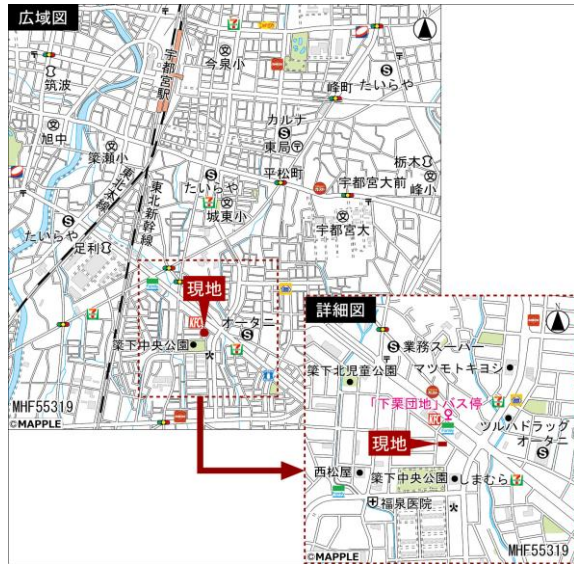 広域図
今泉小
宇都宮駅
筑波
峰町
たいらや
カルナ
東局
旭中
簗瀬小
平松町
栃木
峰小
たいらや
宇都宮大前
城東小
東北本線
東北新幹線
たいらや
宇都宮大
足利
現地
KFC
オータニ
簗下中央公園
MHF55319
©MAPPLE
詳細図
業務スーパー
マツモトキヨシ
簗下北児童公園
「下栗団地」バス停
KFC
ツルハドラッグ
オータニ
現地
西松屋
簗下中央公園
しまむら
福泉医院
©MAPPLE
MHF55319